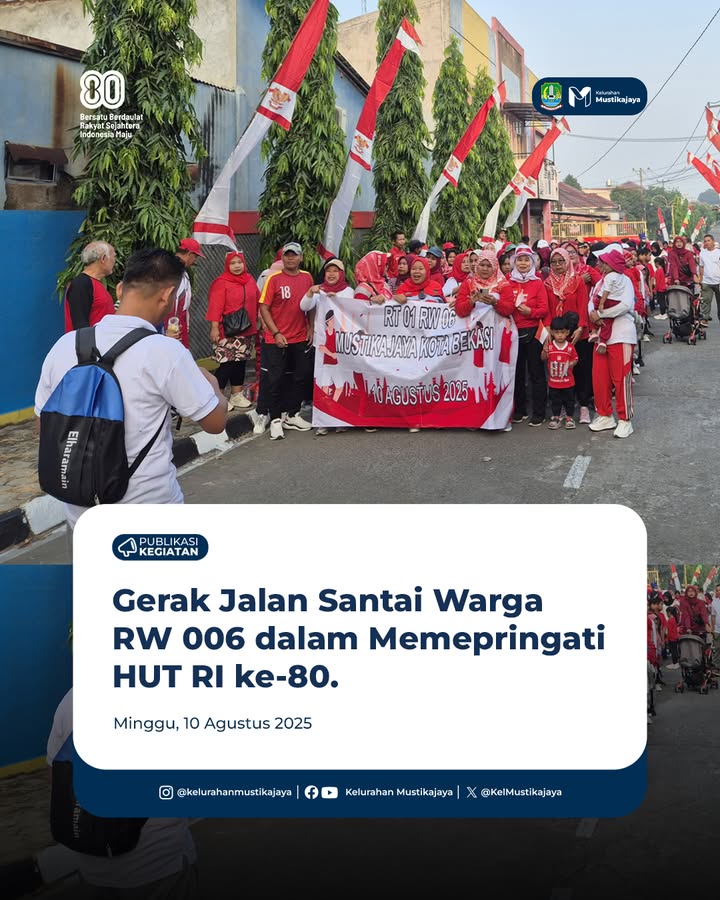 80
Bersatu Berdaulat
Rakyat Sejahtera
Indonesia Maju
Kelurahan
Mustikajaya
18
RT 01 RW 06
MUSTIKAJAYA KOTA BEKASI
10 AGUSTUS 2025
Elharamain
PUBLIKASI
KEGIATAN
Gerak Jalan Santai Warga
RW 006 dalam Memepringati
HUT RI ke-80.
Minggu, 10 Agustus 2025
@kelurahanmustikajaya | Kelurahan Mustikajaya | @KelMustikajaya